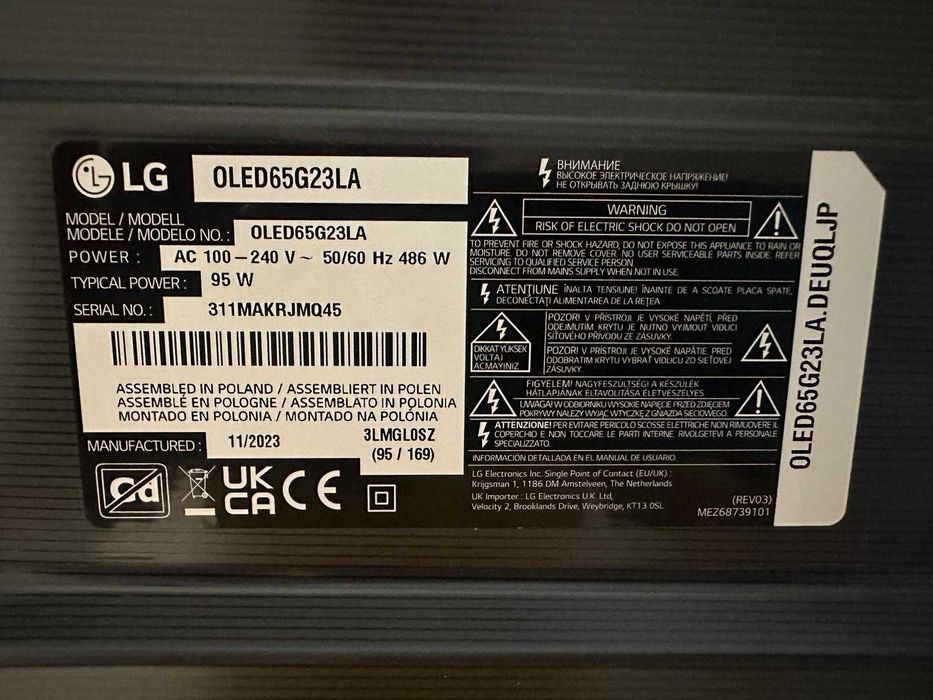 LG
OLED65G23LA
MODEL / MODELL
MODELE / MODELO NO. : OLED65G23LA
POWER : AC 100 – 240 V ~ 50/60 Hz 486 W
TYPICAL POWER : 95 W
SERIAL NO. : 311MAKRJMQ45
ASSEMBLED IN POLAND / ASSEMBLIERT IN POLEN
ASSEMBLÉ EN POLOGNE / ASSEMBLATO IN POLONIA
MONTADO EN POLONIA / MONTADO NA POLÓNIA
MANUFACTURED : 11/2023
3LMGL0SZ
(95 / 169)
Cd
UK
CA
CE
ВНИМАНИЕ
ВЫСОКОЕ ЭЛЕКТРИЧЕСКОЕ НАПРЯЖЕНИЕ!
НЕ ОТКРЫВАТЬ ЗАДНЮЮ КРЫШКУ!
WARNING
RISK OF ELECTRIC SHOCK DO NOT OPEN
TO PREVENT FIRE OR SHOCK HAZARD, DO NOT EXPOSE THIS APPLIANCE TO RAIN OR
MOISTURE. DO NOT REMOVE COVER. NO USER SERVICEABLE PARTS INSIDE. REFER
SERVICING TO QUALIFIED SERVICE PERSON.
DISCONNECT FROM MAINS SUPPLY WHEN NOT IN USE.
ATENŢIUNE ÎNALTA TENSIUNE! ÎNAINTE DE A SCOATE PLACA SPATE,
DECONECTAŢI ALIMENTAREA DE LA REŢEA
DİKKAT YÜKSEK
VOLTAJ
AÇMAYINIZ
POZOR! V PŘÍSTROJI JE VYSOKÉ NAPĚTÍ, PŘED
ODEJMUTÍM KRYTU JE NUTNO VYJMOUT VIDLICI
SÍŤOVÉHO PŘÍVODU ZE ZÁSUVKY.
POZOR! V PRÍSTROJI JE VYSOKÉ NAPÄTIE. PRED
ODOBRATÍM KRYTU VYBRAŤ VIDLICU ZO SIEŤOVEJ
ZÁSUVKY.
FIGYELEM! NAGYFESZÜLTSÉG! A KÉSZÜLÉK
HÁTLAPJÁNAK ELTÁVOLÍTÁSA ÉLETVESZÉLYES
UWAGA! W ODBIORNIKU WYSOKIE NAPIĘCIE PRZED ZDJĘCIEM
POKRYWY NALEŻY WYJĄĆ WTYCZKĘ Z GNIAZDA SIECIOWEGO.
ATTENZIONE! PER EVITARE PERICOLO SCOSSE ELETTRICHE NON RIMUOVERE IL
COPERCHIO E NON TOCCARE LE PARTI INTERNE. RIVOLGETEVI A PERSONALE
SPECIALIZZATO.
INFORMACIÓN DETALLADA EN EL MANUAL DE USUARIO.
LG Electronics Inc. Single Point of Contact (EU/UK) :
Krijgsman 1, 1186 DM Amstelveen, The Netherlands
UK Importer : LG Electronics U.K. Ltd,
Velocity 2, Brooklands Drive, Weybridge, KT13 0SL
(REV03)
MEZ68739101
OLED65G23LA.DEUQLJP